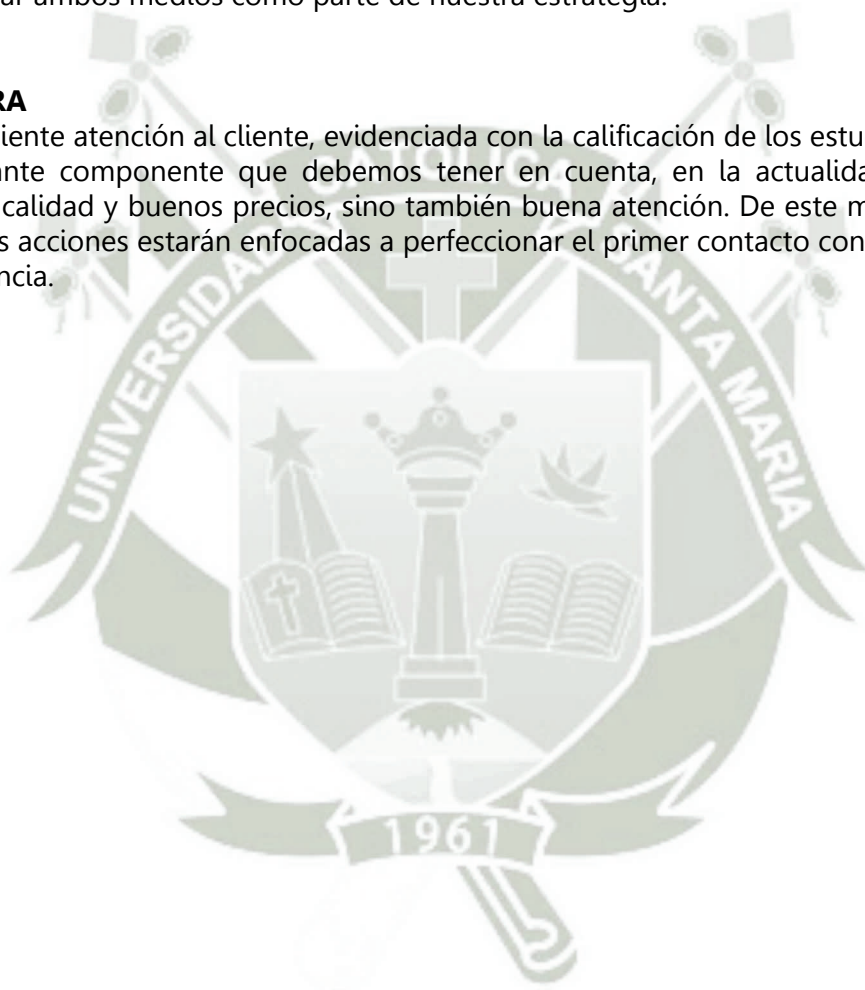 ar ambos medios como parte de nuestra estrategia.
RA
iente atención al cliente, evidenciada con la calificación de los estu
ante componente que debemos tener en cuenta, en la actualida
calidad y buenos precios, sino también buena atención. De este m
s acciones estarán enfocadas a perfeccionar el primer contacto con
ncia.
UNIVERSIDAD CATOLICA SANTA MARIA
1961